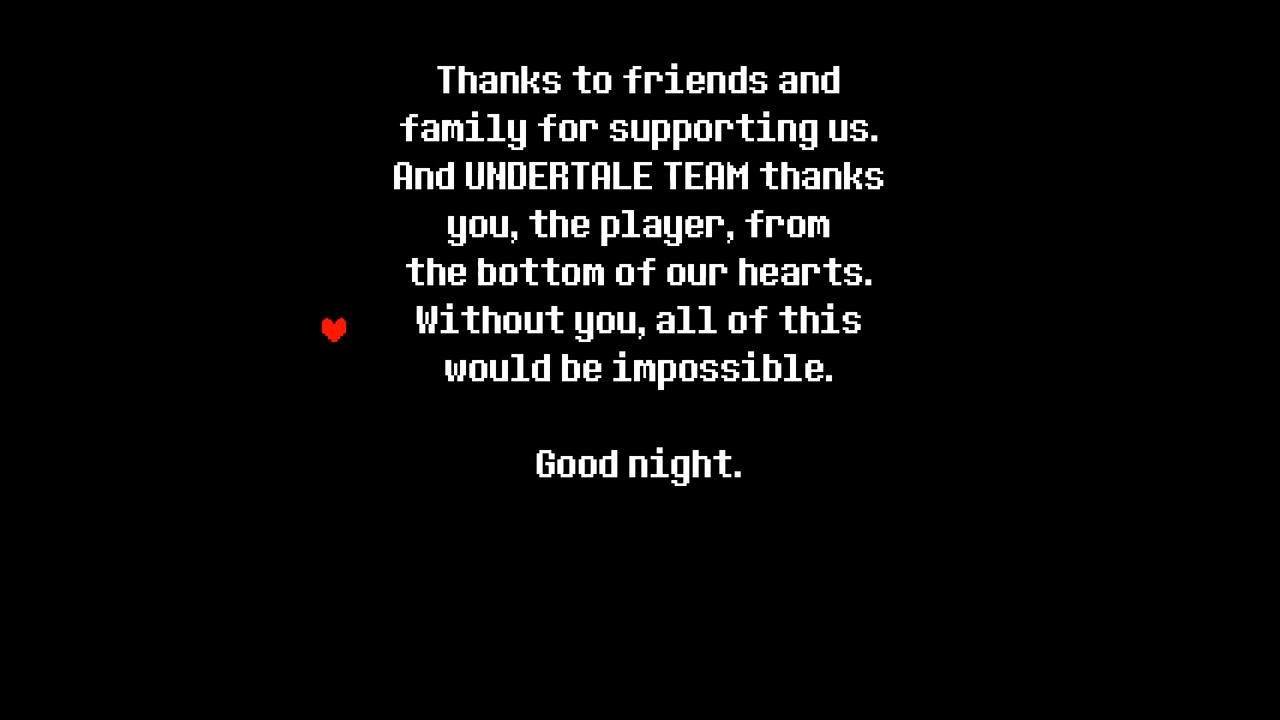 Thanks to friends and
family for supporting us.
And UNDERTALE TEAM thanks
you, the player, from
the bottom of our hearts.
Without you, all of this
would be impossible.
Good night.